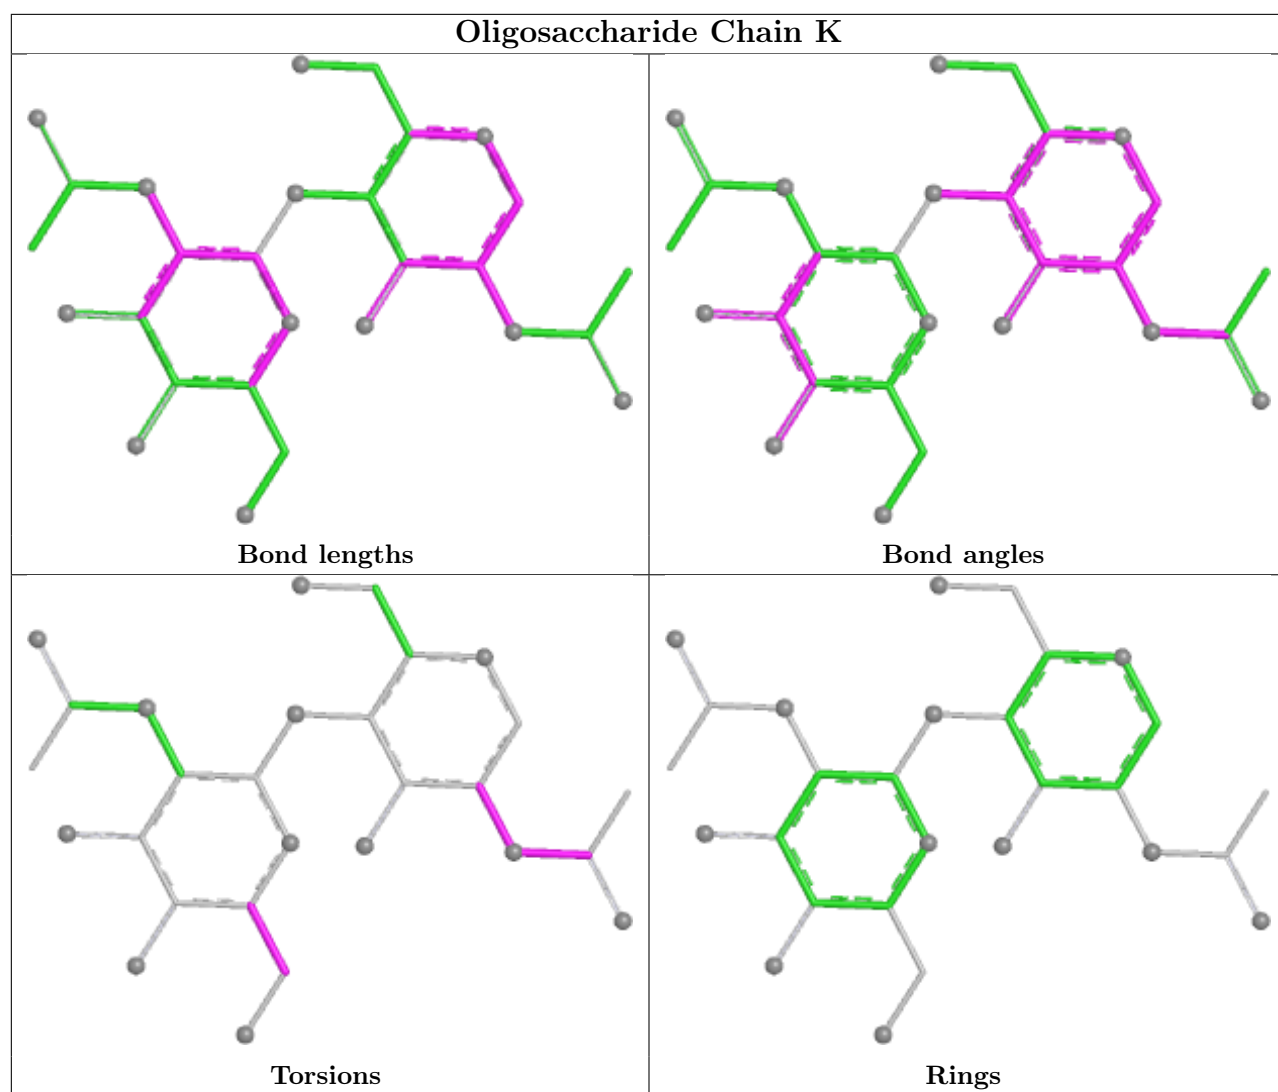 Oligosaccharide Chain K
Bond lengths
Bond angles
Torsions
Rings